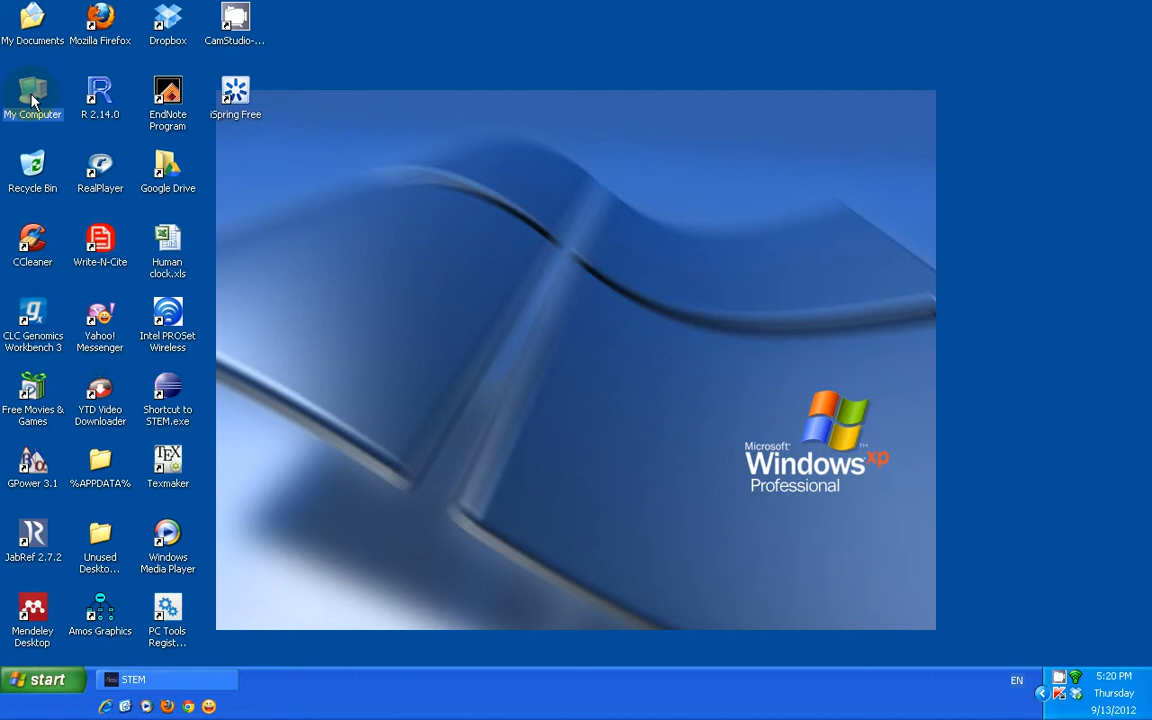 My Documents
Mozilla Firefox
Dropbox
CamStudio-...
My Computer
R 2.14.0
EndNote
Program
iSpring Free
Recycle Bin
RealPlayer
Google Drive
CCleaner
Write-N-Cite
Human
clock.xls
CLC Genomics
Workbench 3
Yahoo!
Messenger
Intel PROSet
Wireless
Free Movies &
Games
YTD Video
Downloader
Shortcut to
STEM.exe
GPower 3.1
%APPDATA%
Texmaker
JabRef 2.7.2
Unused
Deskto...
Windows
Media Player
Mendeley
Desktop
Amos Graphics
PC Tools
Regist...
Microsoft
Windows xp
Professional
start
STEM
EN
5:20 PM
Thursday
9/13/2012